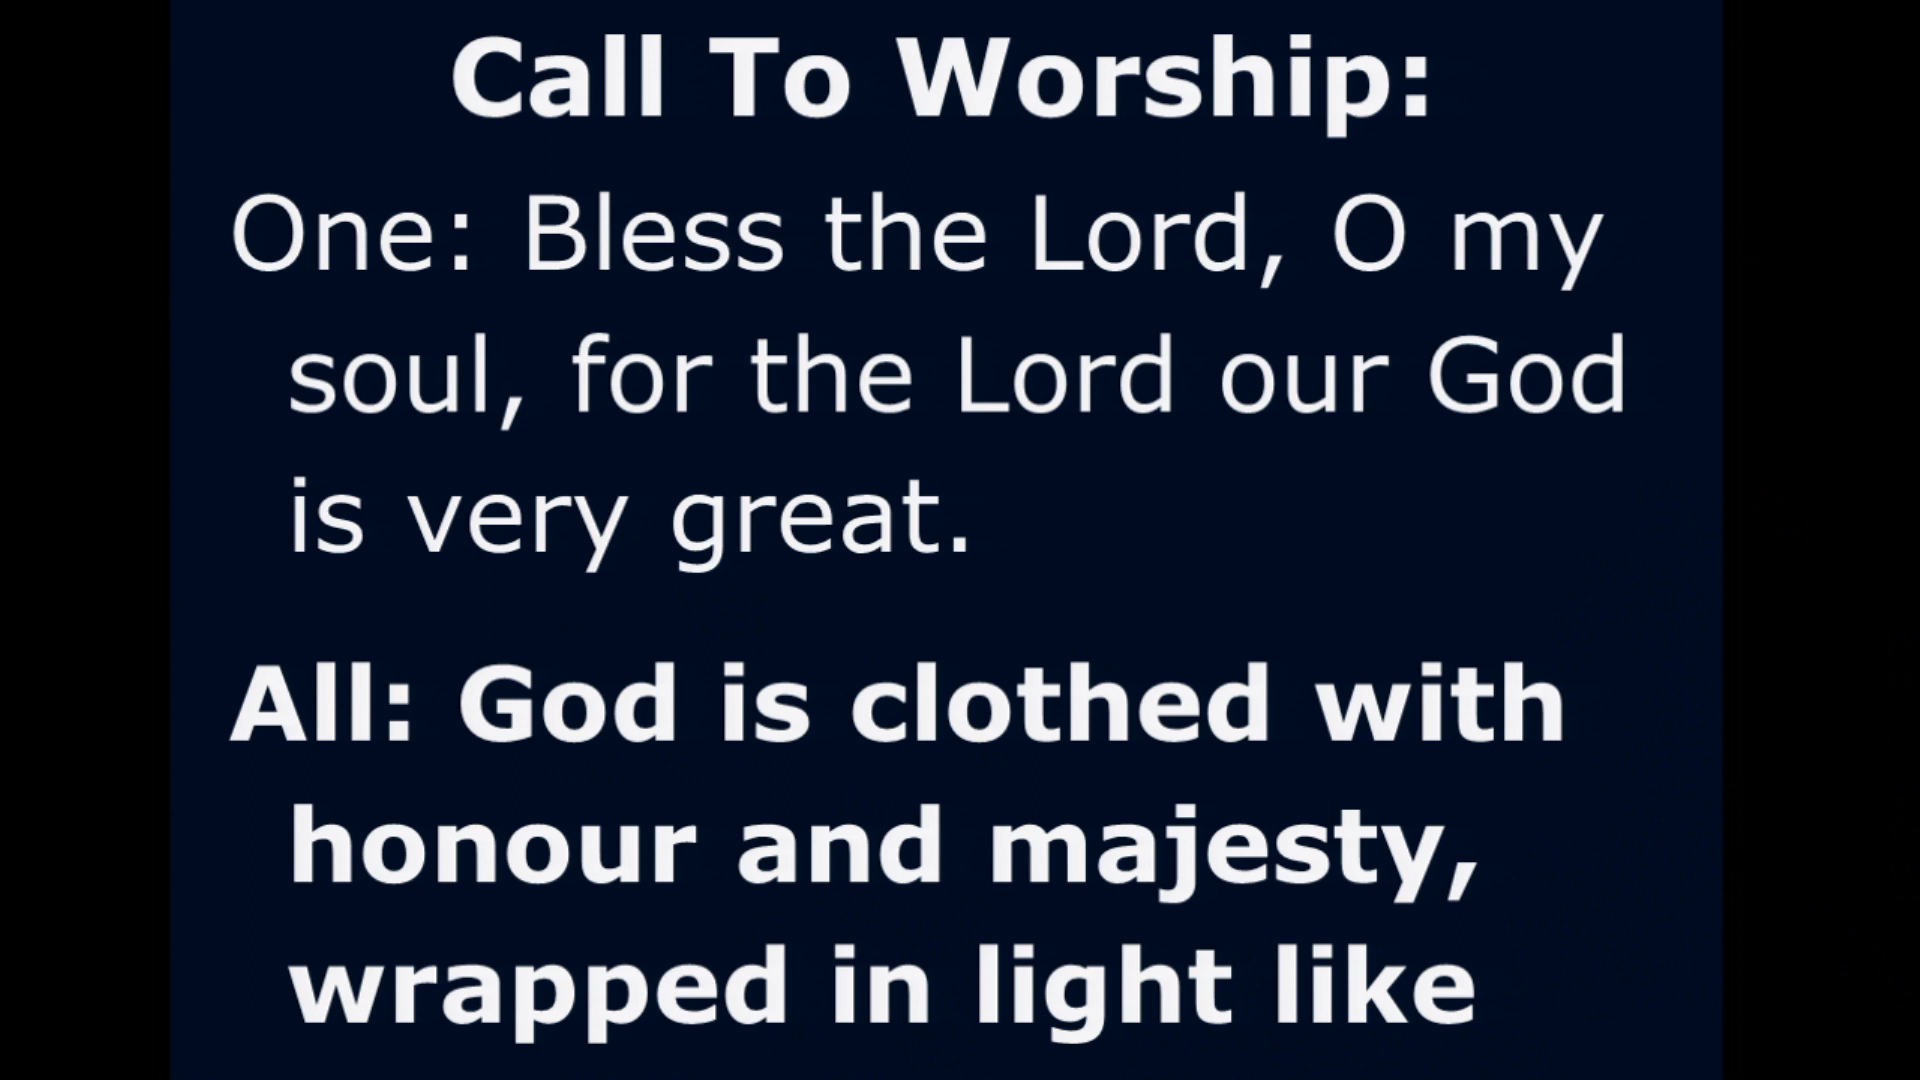 Call To Worship:
One: Bless the Lord, O my
soul, for the Lord our God
is very great.
All: God is clothed with
honour and majesty,
wrapped in light like